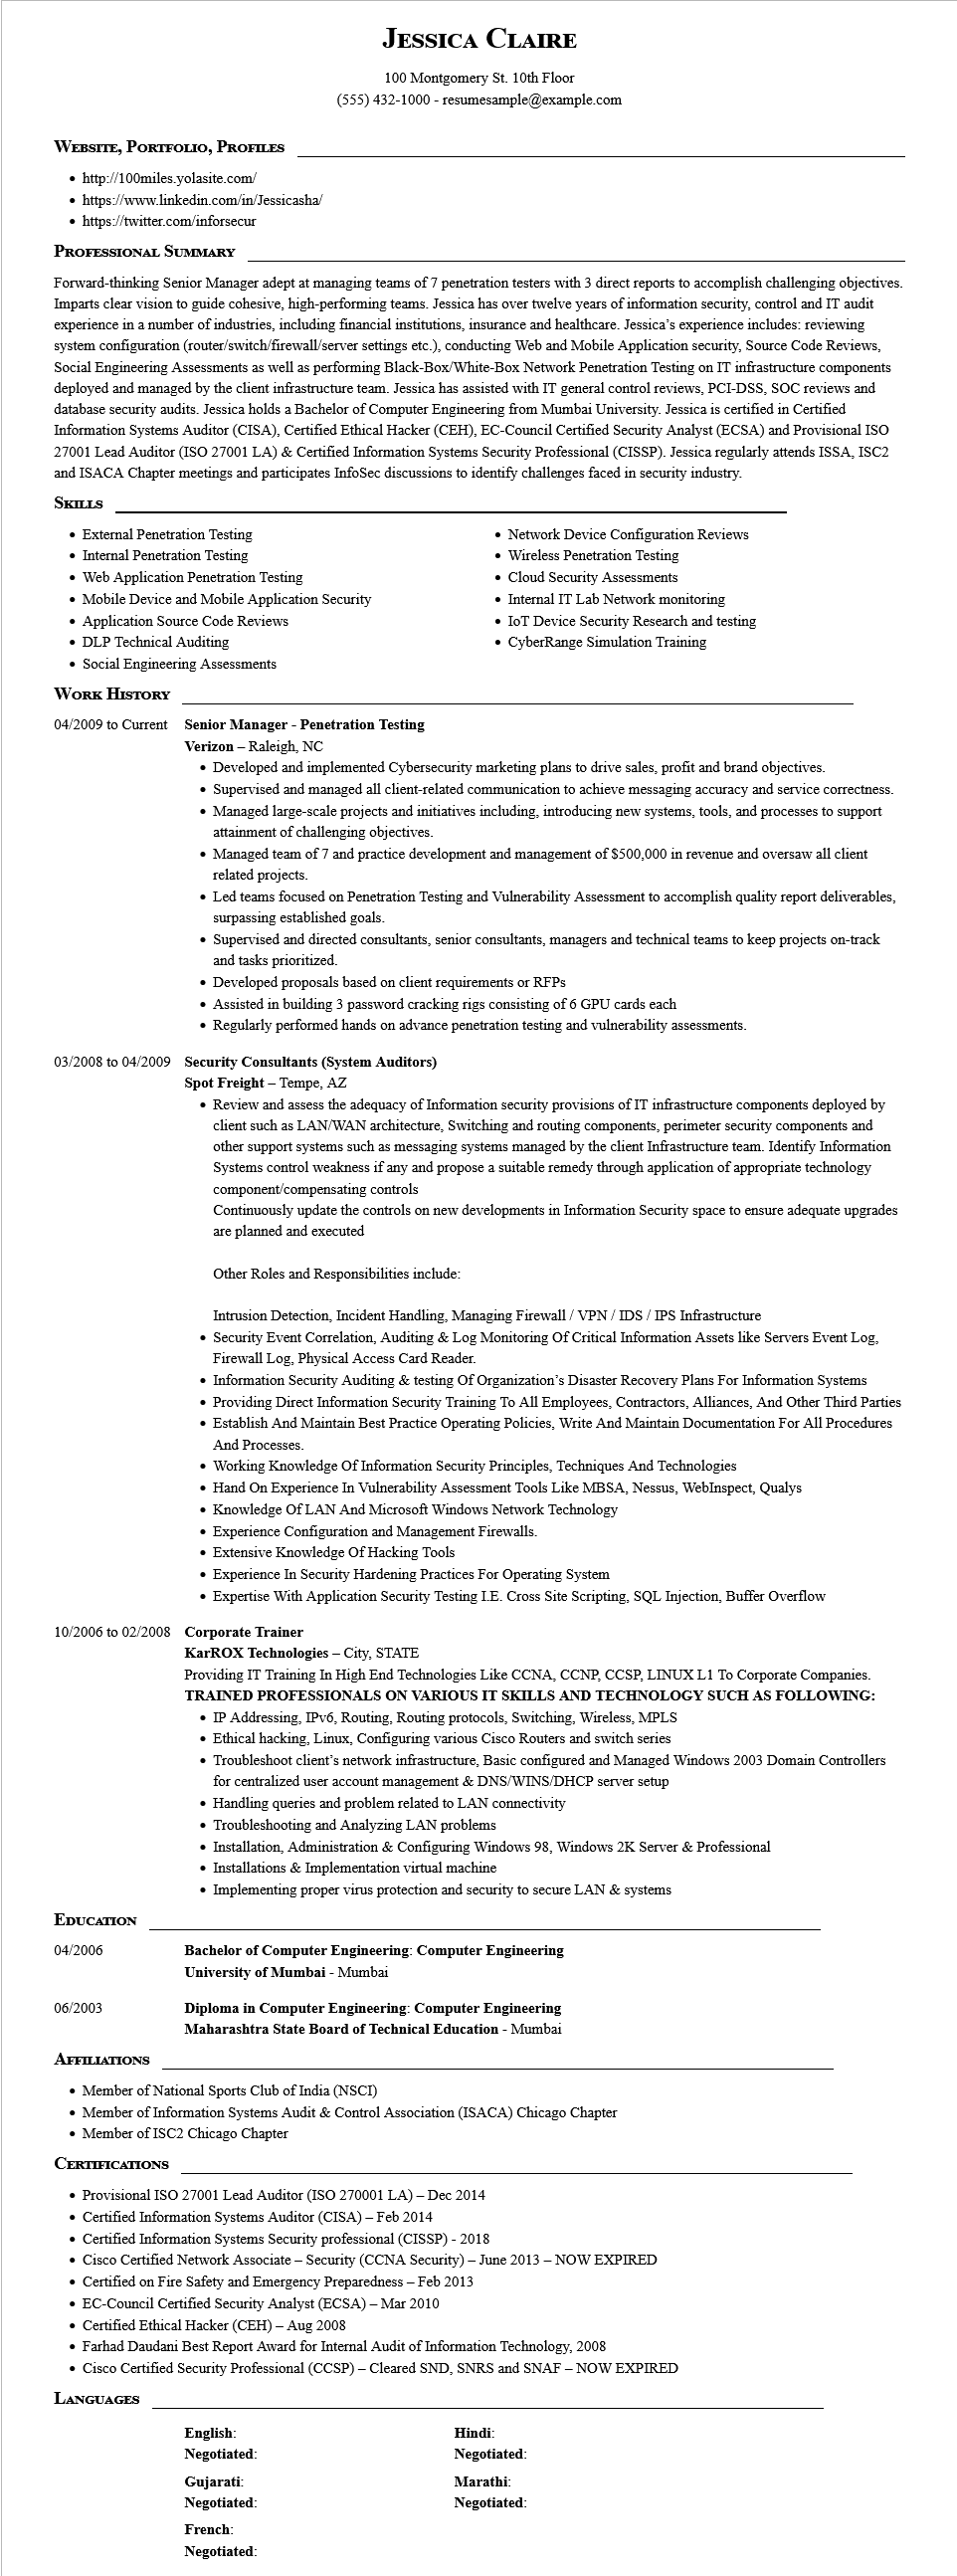 Jessica Claire
100 Montgomery St. 10th Floor
(555) 432-1000 - resumesample@example.com
Website, Portfolio, Profiles
• http://100miles.yolasite.com/
• https://www.linkedin.com/in/Jessicasha/
• https://twitter.com/inforsecur
Professional Summary
Forward-thinking Senior Manager adept at managing teams of 7 penetration testers with 3 direct reports to accomplish challenging objectives.
Imparts clear vision to guide cohesive, high-performing teams. Jessica has over twelve years of information security, control and IT audit
experience in a number of industries, including financial institutions, insurance and healthcare. Jessica's experience includes: reviewing
system configuration (router/switch/firewall/server settings etc.), conducting Web and Mobile Application security, Source Code Reviews,
Social Engineering Assessments as well as performing Black-Box/White-Box Network Penetration Testing on IT infrastructure components
deployed and managed by the client infrastructure team. Jessica has assisted with IT general control reviews, PCI-DSS, SOC reviews and
database security audits. Jessica holds a Bachelor of Computer Engineering from Mumbai University. Jessica is certified in Certified
Information Systems Auditor (CISA), Certified Ethical Hacker (CEH), EC-Council Certified Security Analyst (ECSA) and Provisional ISO
27001 Lead Auditor (ISO 27001 LA) & Certified Information Systems Security Professional (CISSP). Jessica regularly attends ISSA, ISC2
and ISACA Chapter meetings and participates InfoSec discussions to identify challenges faced in security industry.
Skills
• External Penetration Testing
• Internal Penetration Testing
• Web Application Penetration Testing
• Mobile Device and Mobile Application Security
• Application Source Code Reviews
• DLP Technical Auditing
• Social Engineering Assessments
• Network Device Configuration Reviews
• Wireless Penetration Testing
• Cloud Security Assessments
• Internal IT Lab Network monitoring
• IoT Device Security Research and testing
• CyberRange Simulation Training
Work History
04/2009 to Current Senior Manager - Penetration Testing
Verizon – Raleigh, NC
• Developed and implemented Cybersecurity marketing plans to drive sales, profit and brand objectives.
• Supervised and managed all client-related communication to achieve messaging accuracy and service correctness.
• Managed large-scale projects and initiatives including, introducing new systems, tools, and processes to support
attainment of challenging objectives.
• Managed team of 7 and practice development and management of $500,000 in revenue and oversaw all client
related projects.
• Led teams focused on Penetration Testing and Vulnerability Assessment to accomplish quality report deliverables,
surpassing established goals.
• Supervised and directed consultants, senior consultants, managers and technical teams to keep projects on-track
and tasks prioritized.
• Developed proposals based on client requirements or RFPs
• Assisted in building 3 password cracking rigs consisting of 6 GPU cards each
• Regularly performed hands on advance penetration testing and vulnerability assessments.
03/2008 to 04/2009 Security Consultants (System Auditors)
Spot Freight – Tempe, AZ
• Review and assess the adequacy of Information security provisions of IT infrastructure components deployed by
client such as LAN/WAN architecture, Switching and routing components, perimeter security components and
other support systems such as messaging systems managed by the client Infrastructure team. Identify Information
Systems control weakness if any and propose a suitable remedy through application of appropriate technology
component/compensating controls
Continuously update the controls on new developments in Information Security space to ensure adequate upgrades
are planned and executed
Other Roles and Responsibilities include:
Intrusion Detection, Incident Handling, Managing Firewall / VPN / IDS / IPS Infrastructure
• Security Event Correlation, Auditing & Log Monitoring Of Critical Information Assets like Servers Event Log,
Firewall Log, Physical Access Card Reader.
• Information Security Auditing & testing Of Organization's Disaster Recovery Plans For Information Systems
• Providing Direct Information Security Training To All Employees, Contractors, Alliances, And Other Third Parties
• Establish And Maintain Best Practice Operating Policies, Write And Maintain Documentation For All Procedures
And Processes.
• Working Knowledge Of Information Security Principles, Techniques And Technologies
• Hand On Experience In Vulnerability Assessment Tools Like MBSA, Nessus, WebInspect, Qualys
• Knowledge Of LAN And Microsoft Windows Network Technology
• Experience Configuration and Management Firewalls.
• Extensive Knowledge Of Hacking Tools
• Experience In Security Hardening Practices For Operating System
• Expertise With Application Security Testing I.E. Cross Site Scripting, SQL Injection, Buffer Overflow
10/2006 to 02/2008 Corporate Trainer
KarROX Technologies – City, STATE
Providing IT Training In High End Technologies Like CCNA, CCNP, CCSP, LINUX L1 To Corporate Companies.
TRAINED PROFESSIONALS ON VARIOUS IT SKILLS AND TECHNOLOGY SUCH AS FOLLOWING:
• IP Addressing, IPv6, Routing, Routing protocols, Switching, Wireless, MPLS
• Ethical hacking, Linux, Configuring various Cisco Routers and switch series
• Troubleshoot client's network infrastructure, Basic configured and Managed Windows 2003 Domain Controllers
for centralized user account management & DNS/WINS/DHCP server setup
• Handling queries and problem related to LAN connectivity
• Troubleshooting and Analyzing LAN problems
• Installation, Administration & Configuring Windows 98, Windows 2K Server & Professional
• Installations & Implementation virtual machine
• Implementing proper virus protection and security to secure LAN & systems
Education
04/2006 Bachelor of Computer Engineering: Computer Engineering
University of Mumbai - Mumbai
06/2003 Diploma in Computer Engineering: Computer Engineering
Maharashtra State Board of Technical Education - Mumbai
Affiliations
• Member of National Sports Club of India (NSCI)
• Member of Information Systems Audit & Control Association (ISACA) Chicago Chapter
• Member of ISC2 Chicago Chapter
Certifications
• Provisional ISO 27001 Lead Auditor (ISO 270001 LA) – Dec 2014
• Certified Information Systems Auditor (CISA) – Feb 2014
• Certified Information Systems Security professional (CISSP) - 2018
• Cisco Certified Network Associate – Security (CCNA Security) – June 2013 – NOW EXPIRED
• Certified on Fire Safety and Emergency Preparedness – Feb 2013
• EC-Council Certified Security Analyst (ECSA) – Mar 2010
• Certified Ethical Hacker (CEH) – Aug 2008
• Farhad Daudani Best Report Award for Internal Audit of Information Technology, 2008
• Cisco Certified Security Professional (CCSP) – Cleared SND, SNRS and SNAF – NOW EXPIRED
Languages
English: Hindi:
Negotiated: Negotiated:
Gujarati: Marathi:
Negotiated: Negotiated:
French:
Negotiated: